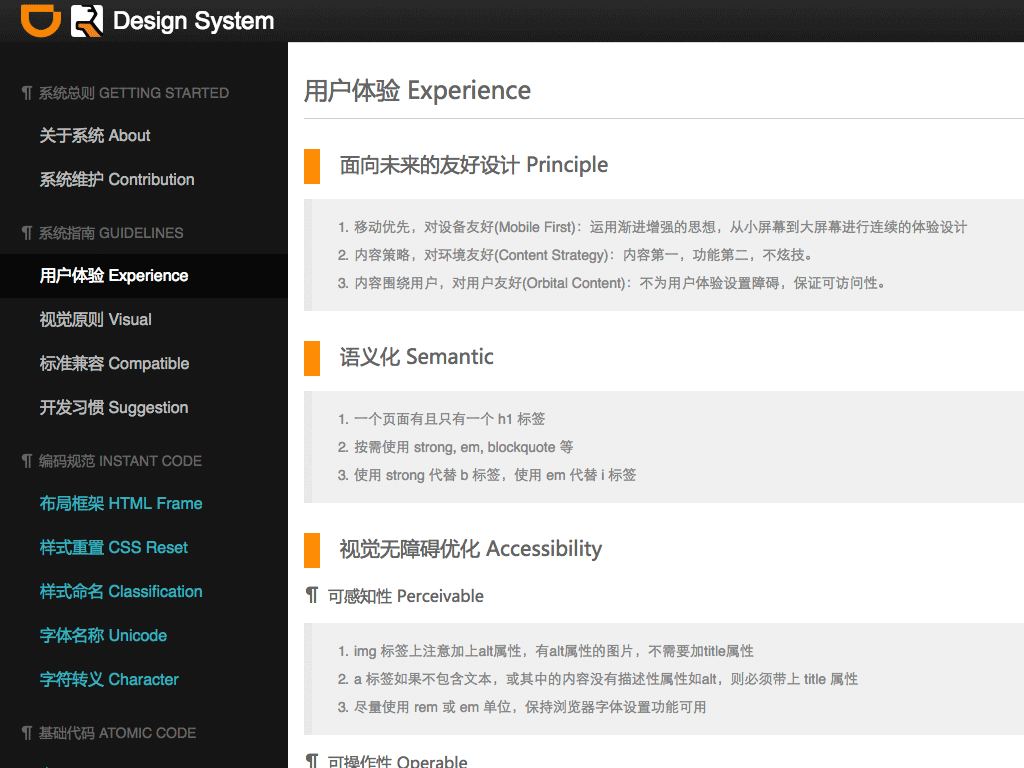 Design System
¶ 系统总则 GETTING STARTED
关于系统 About
系统维护 Contribution
¶ 系统指南 GUIDELINES
用户体验 Experience
视觉原则 Visual
标准兼容 Compatible
开发习惯 Suggestion
¶ 编码规范 INSTANT CODE
布局框架 HTML Frame
样式重置 CSS Reset
样式命名 Classification
字体名称 Unicode
字符转义 Character
¶ 基础代码 ATOMIC CODE
用户体验 Experience
面向未来的友好设计 Principle
1. 移动优先，对设备友好(Mobile First)：运用渐进增强的思想，从小屏幕到大屏幕进行连续的体验设计
2. 内容策略，对环境友好(Content Strategy)：内容第一，功能第二，不炫技。
3. 内容围绕用户，对用户友好(Orbital Content)：不为用户体验设置障碍，保证可访问性。
语义化 Semantic
1. 一个页面有且只有一个 h1 标签
2. 按需使用 strong, em, blockquote 等
3. 使用 strong 代替 b 标签，使用 em 代替 i 标签
视觉无障碍优化 Accessibility
¶ 可感知性 Perceivable
1. img 标签上注意加上alt属性，有alt属性的图片，不需要加title属性
2. a 标签如果不包含文本，或其中的内容没有描述性属性如alt，则必须带上 title 属性
3. 尽量使用 rem 或 em 单位，保持浏览器字体设置功能可用
¶ 可操作性 Operable